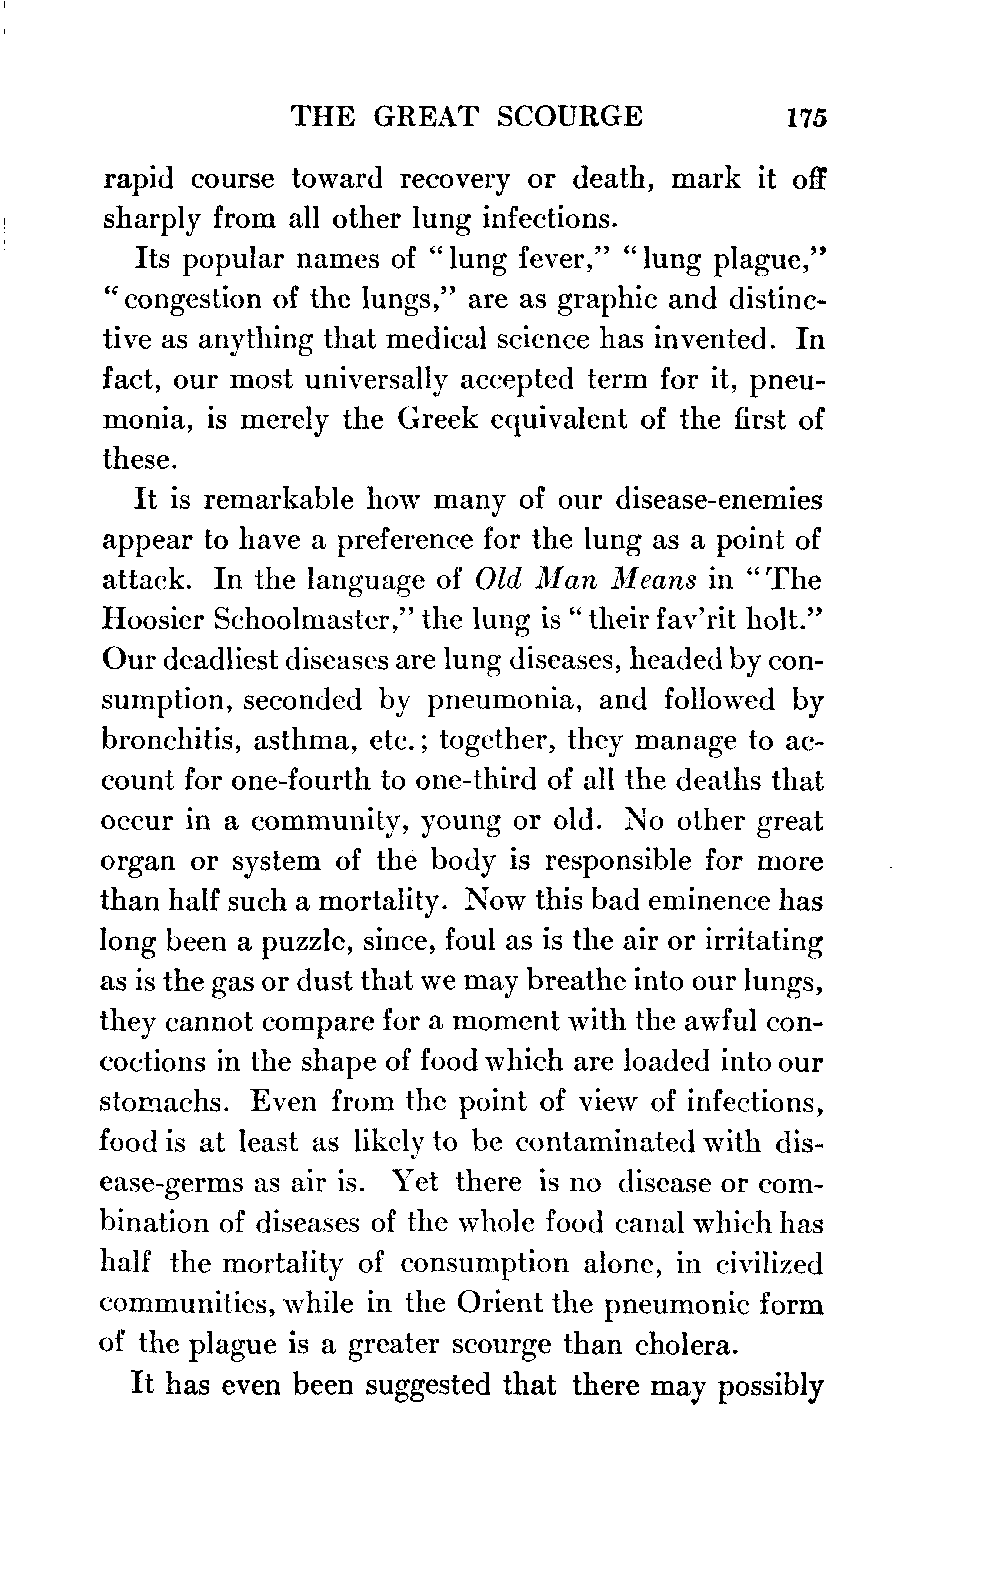 THE GREAT SCOURGE 175
rapid course toward recovery or death, mark it off
sharply from all other lung infections.
Its popular names of "lung fever," "lung plague,"
"congestion of the lungs," are as graphic and distinc-
tive as anything that medical science has invented. In
fact, our most universally accepted term for it, pneu-
monia, is merely the Greek equivalent of the first of
these.
It is remarkable how many of our disease-enemies
appear to have a preference for the lung as a point of
attack. In the language of Old Man Means in "The
Hoosier Schoolmaster," the lung is "their fav'rit holt."
Our deadliest diseases are lung diseases, headed by con-
sumption, seconded by pneumonia, and followed by
bronchitis, asthma, etc.; together, they manage to ac-
count for one-fourth to one-third of all the deaths that
occur in a community, young or old. No other great
organ or system of the body is responsible for more
than half such a mortality. Now this bad eminence has
long been a puzzle, since, foul as is the air or irritating
as is the gas or dust that we may breathe into our lungs,
they cannot compare for a moment with the awful con-
coctions in the shape of food which are loaded into our
stomachs. Even from the point of view of infections,
food is at least as likely to be contaminated with dis-
ease-germs as air is. Yet there is no disease or com-
bination of diseases of the whole food canal which has
half the mortality of consumption alone, in civilized
communities, while in the Orient the pneumonic form
of the plague is a greater scourge than cholera.
It has even been suggested that there may possibly